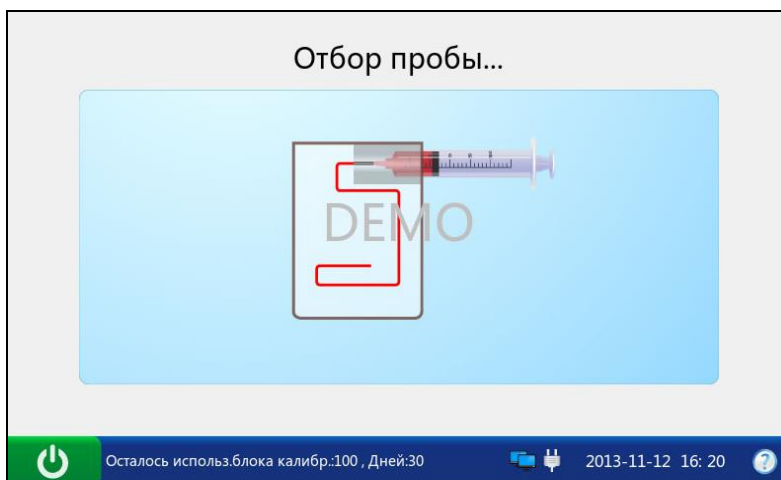 Отбор пробы...
DEMO
Осталось использ.блока калибр.:100 , Дней:30
2013-11-12 16: 20
?